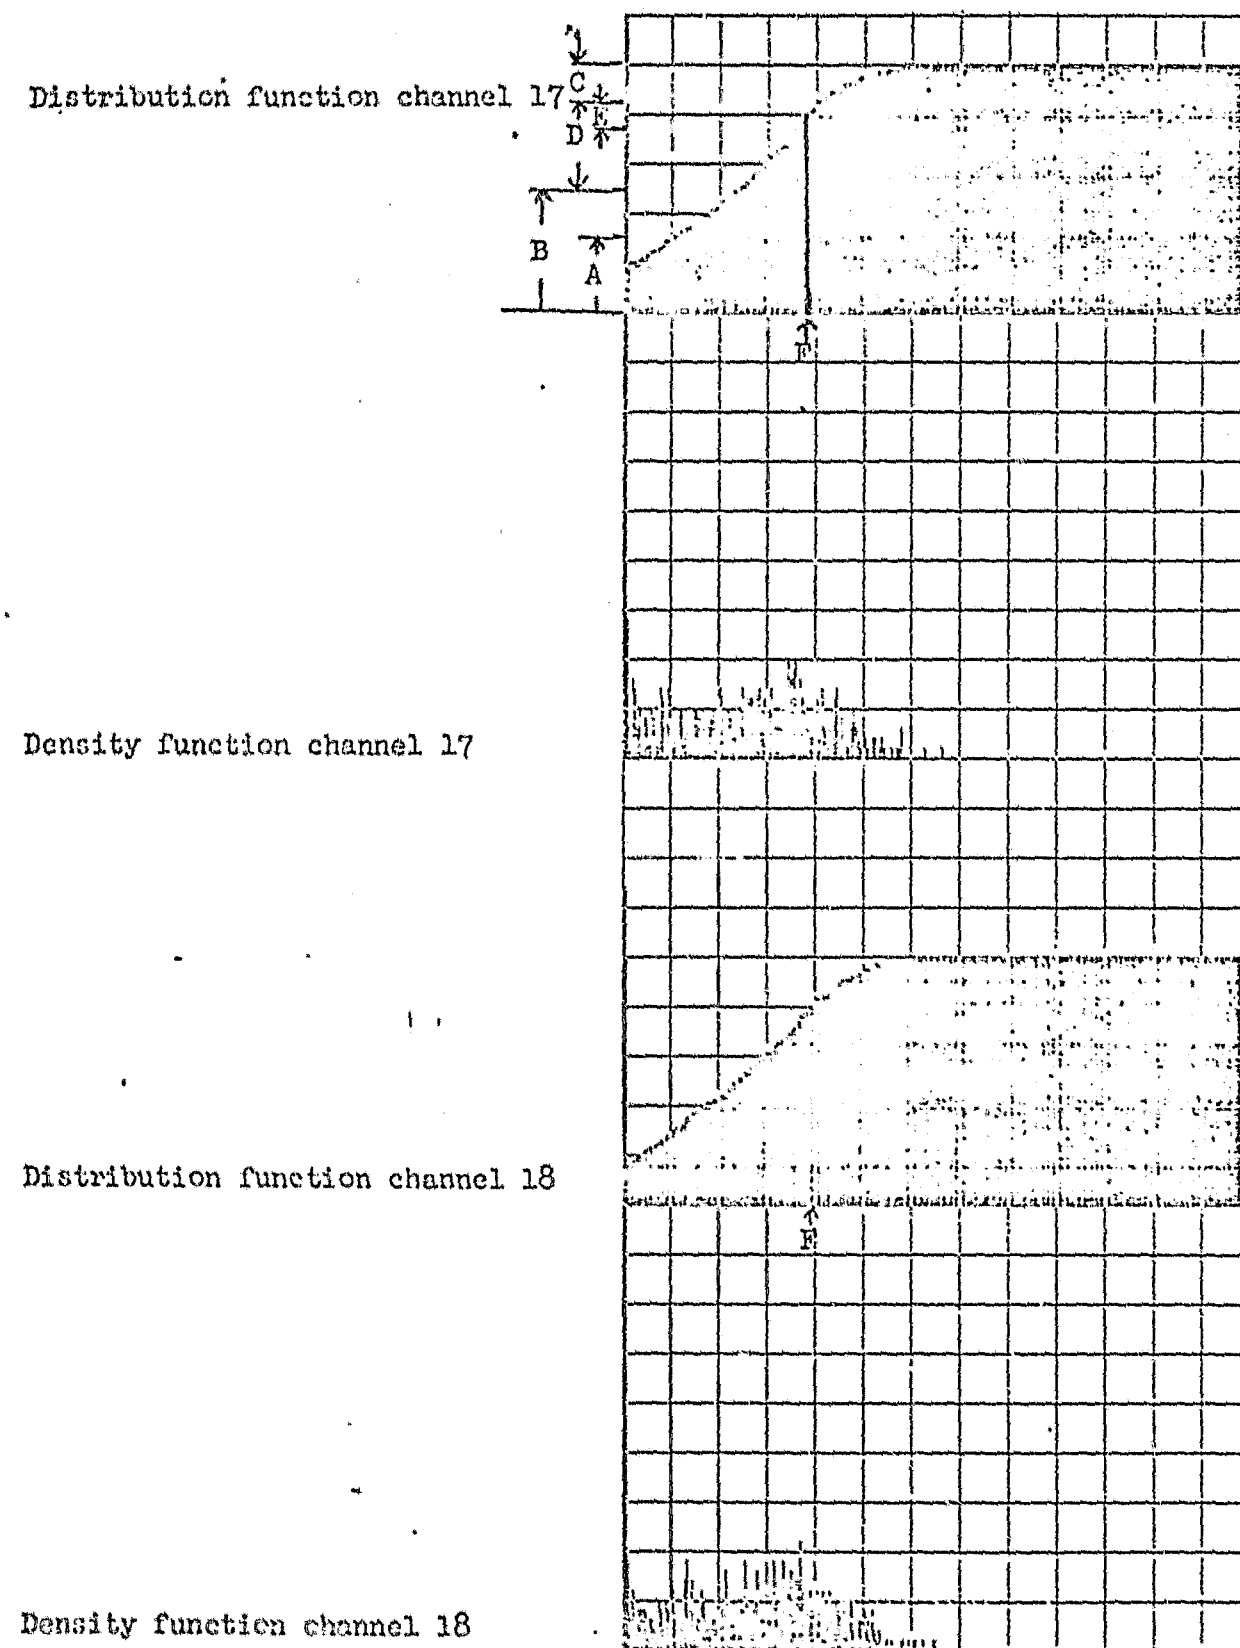 Distribution function channel 17
C
E
D
B
A
F
Density function channel 17
Distribution function channel 18
F
Density function channel 18